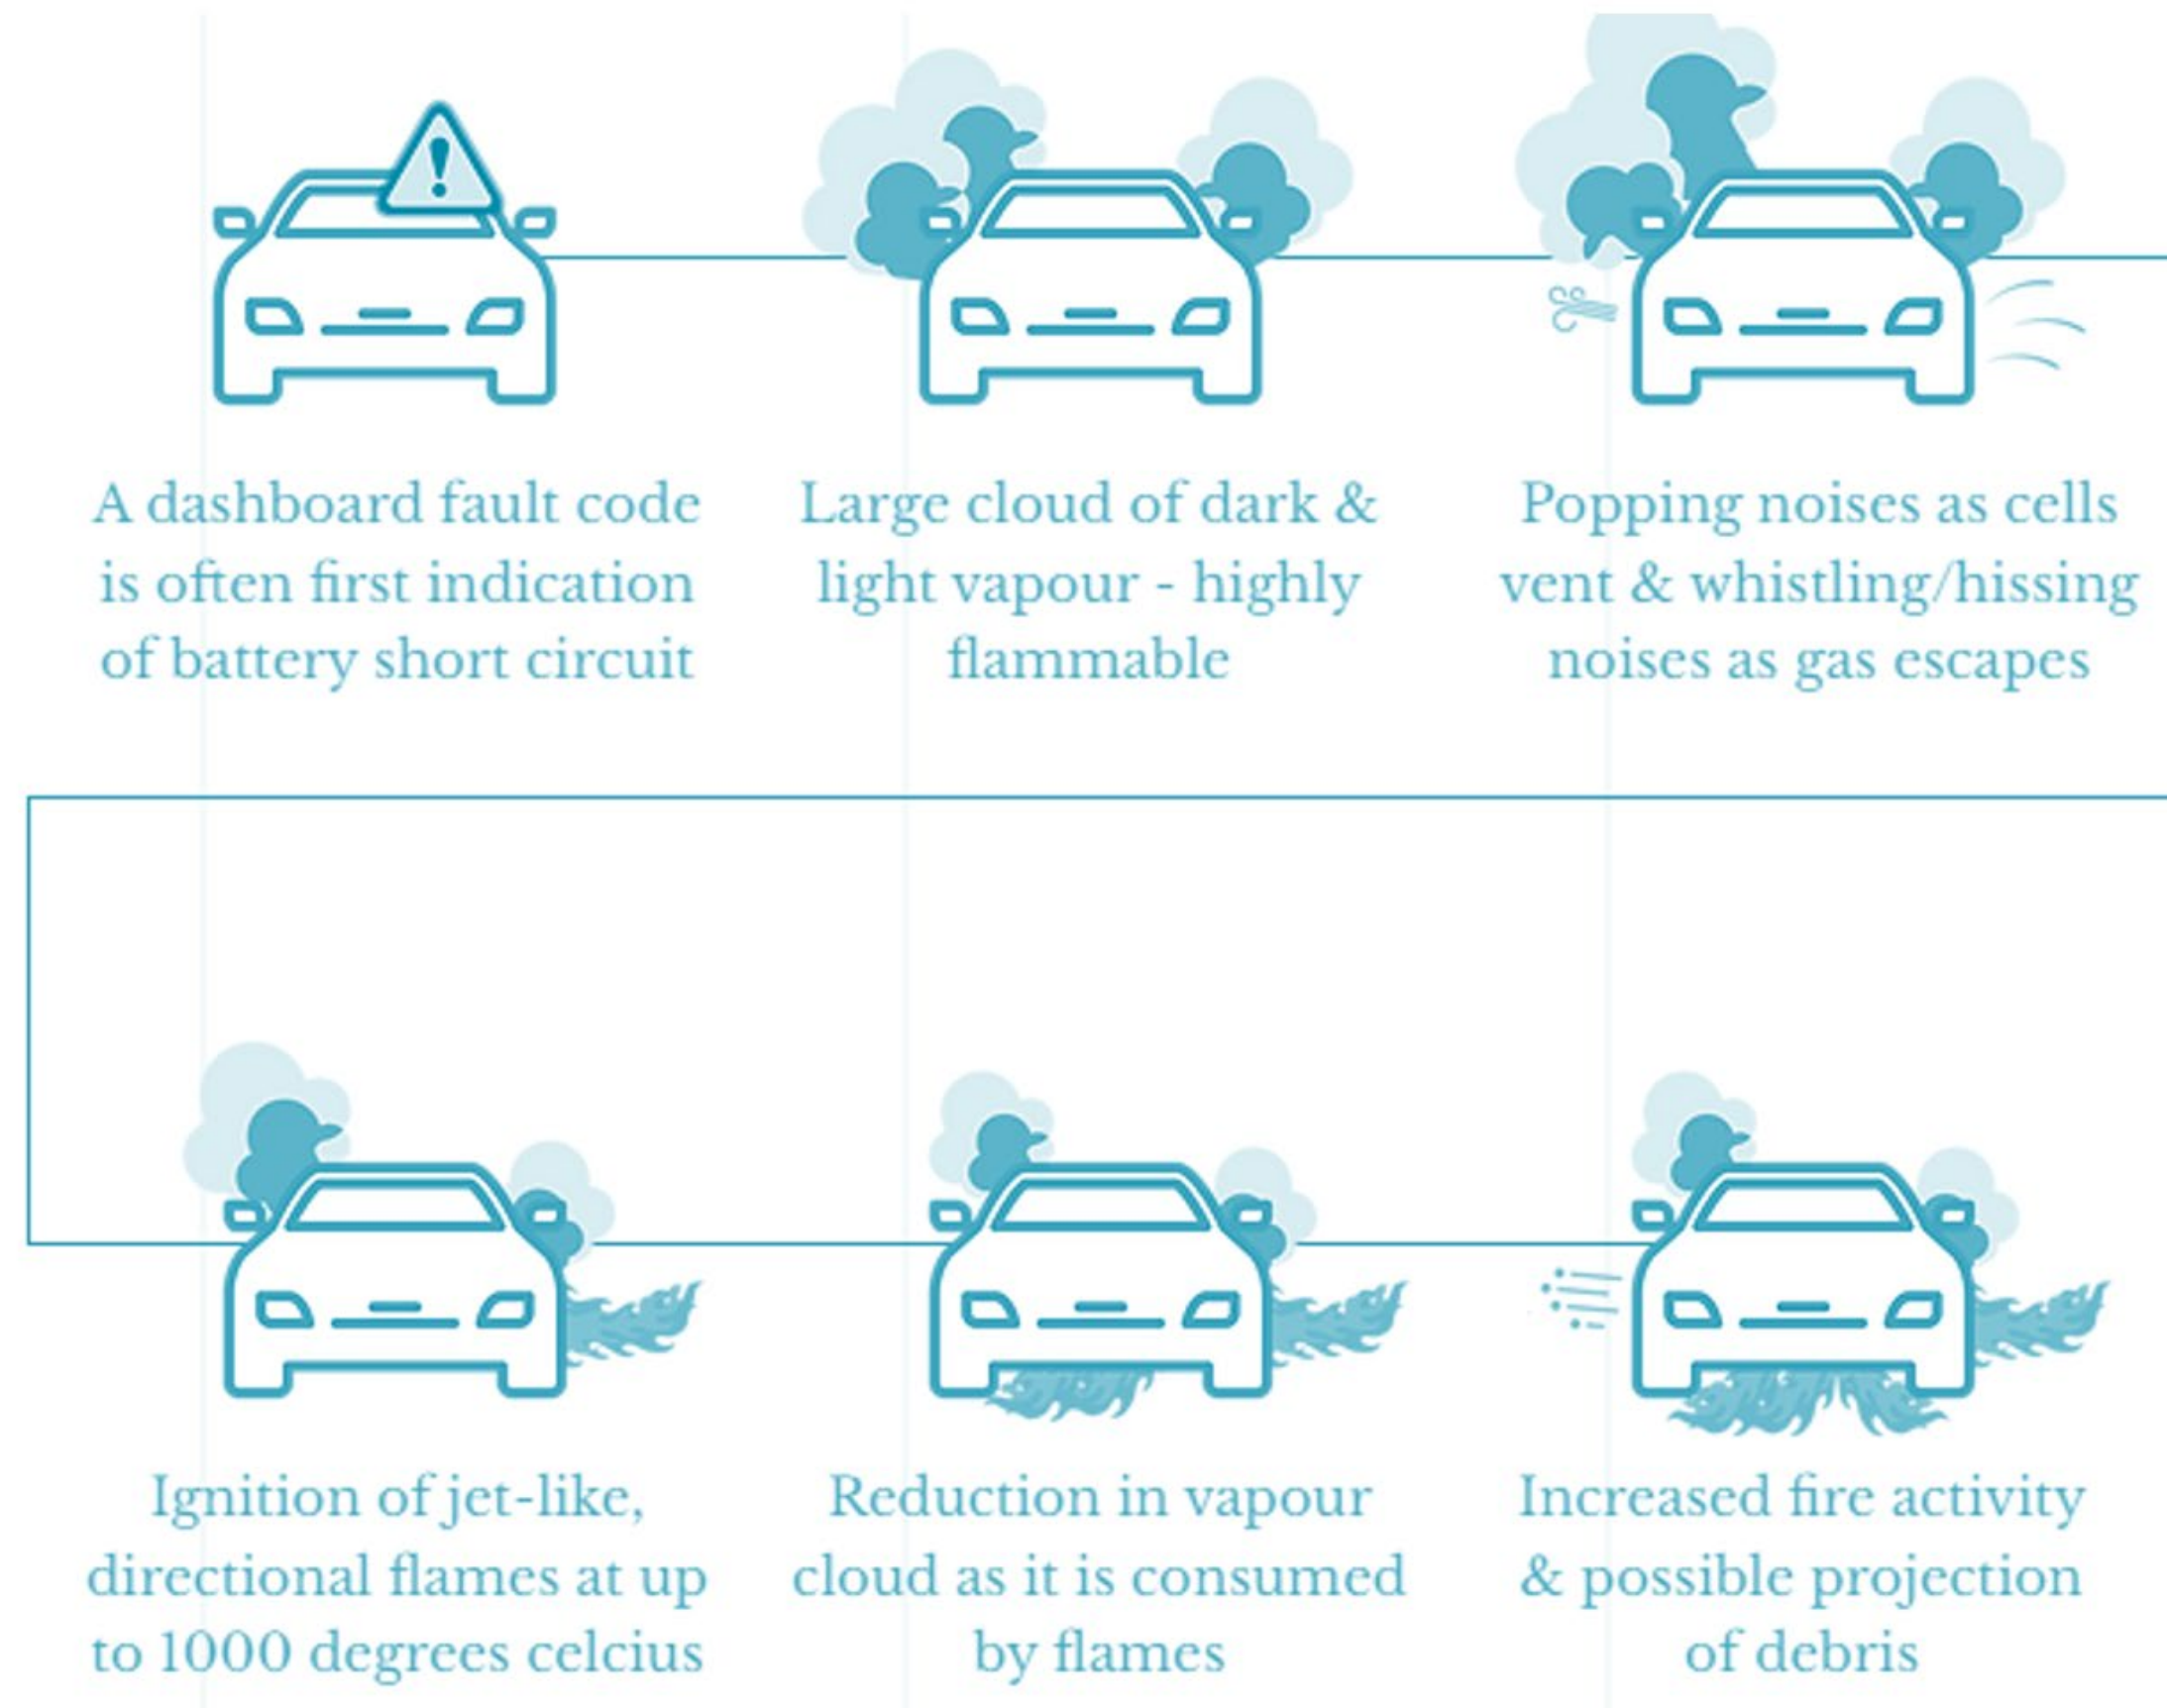 A dashboard fault code
is often first indication
of battery short circuit
Large cloud of dark &
light vapour - highly
flammable
Popping noises as cells
vent & whistling/hissing
noises as gas escapes
Ignition of jet-like,
directional flames at up
to 1000 degrees celcius
Reduction in vapour
cloud as it is consumed
by flames
Increased fire activity
& possible projection
of debris